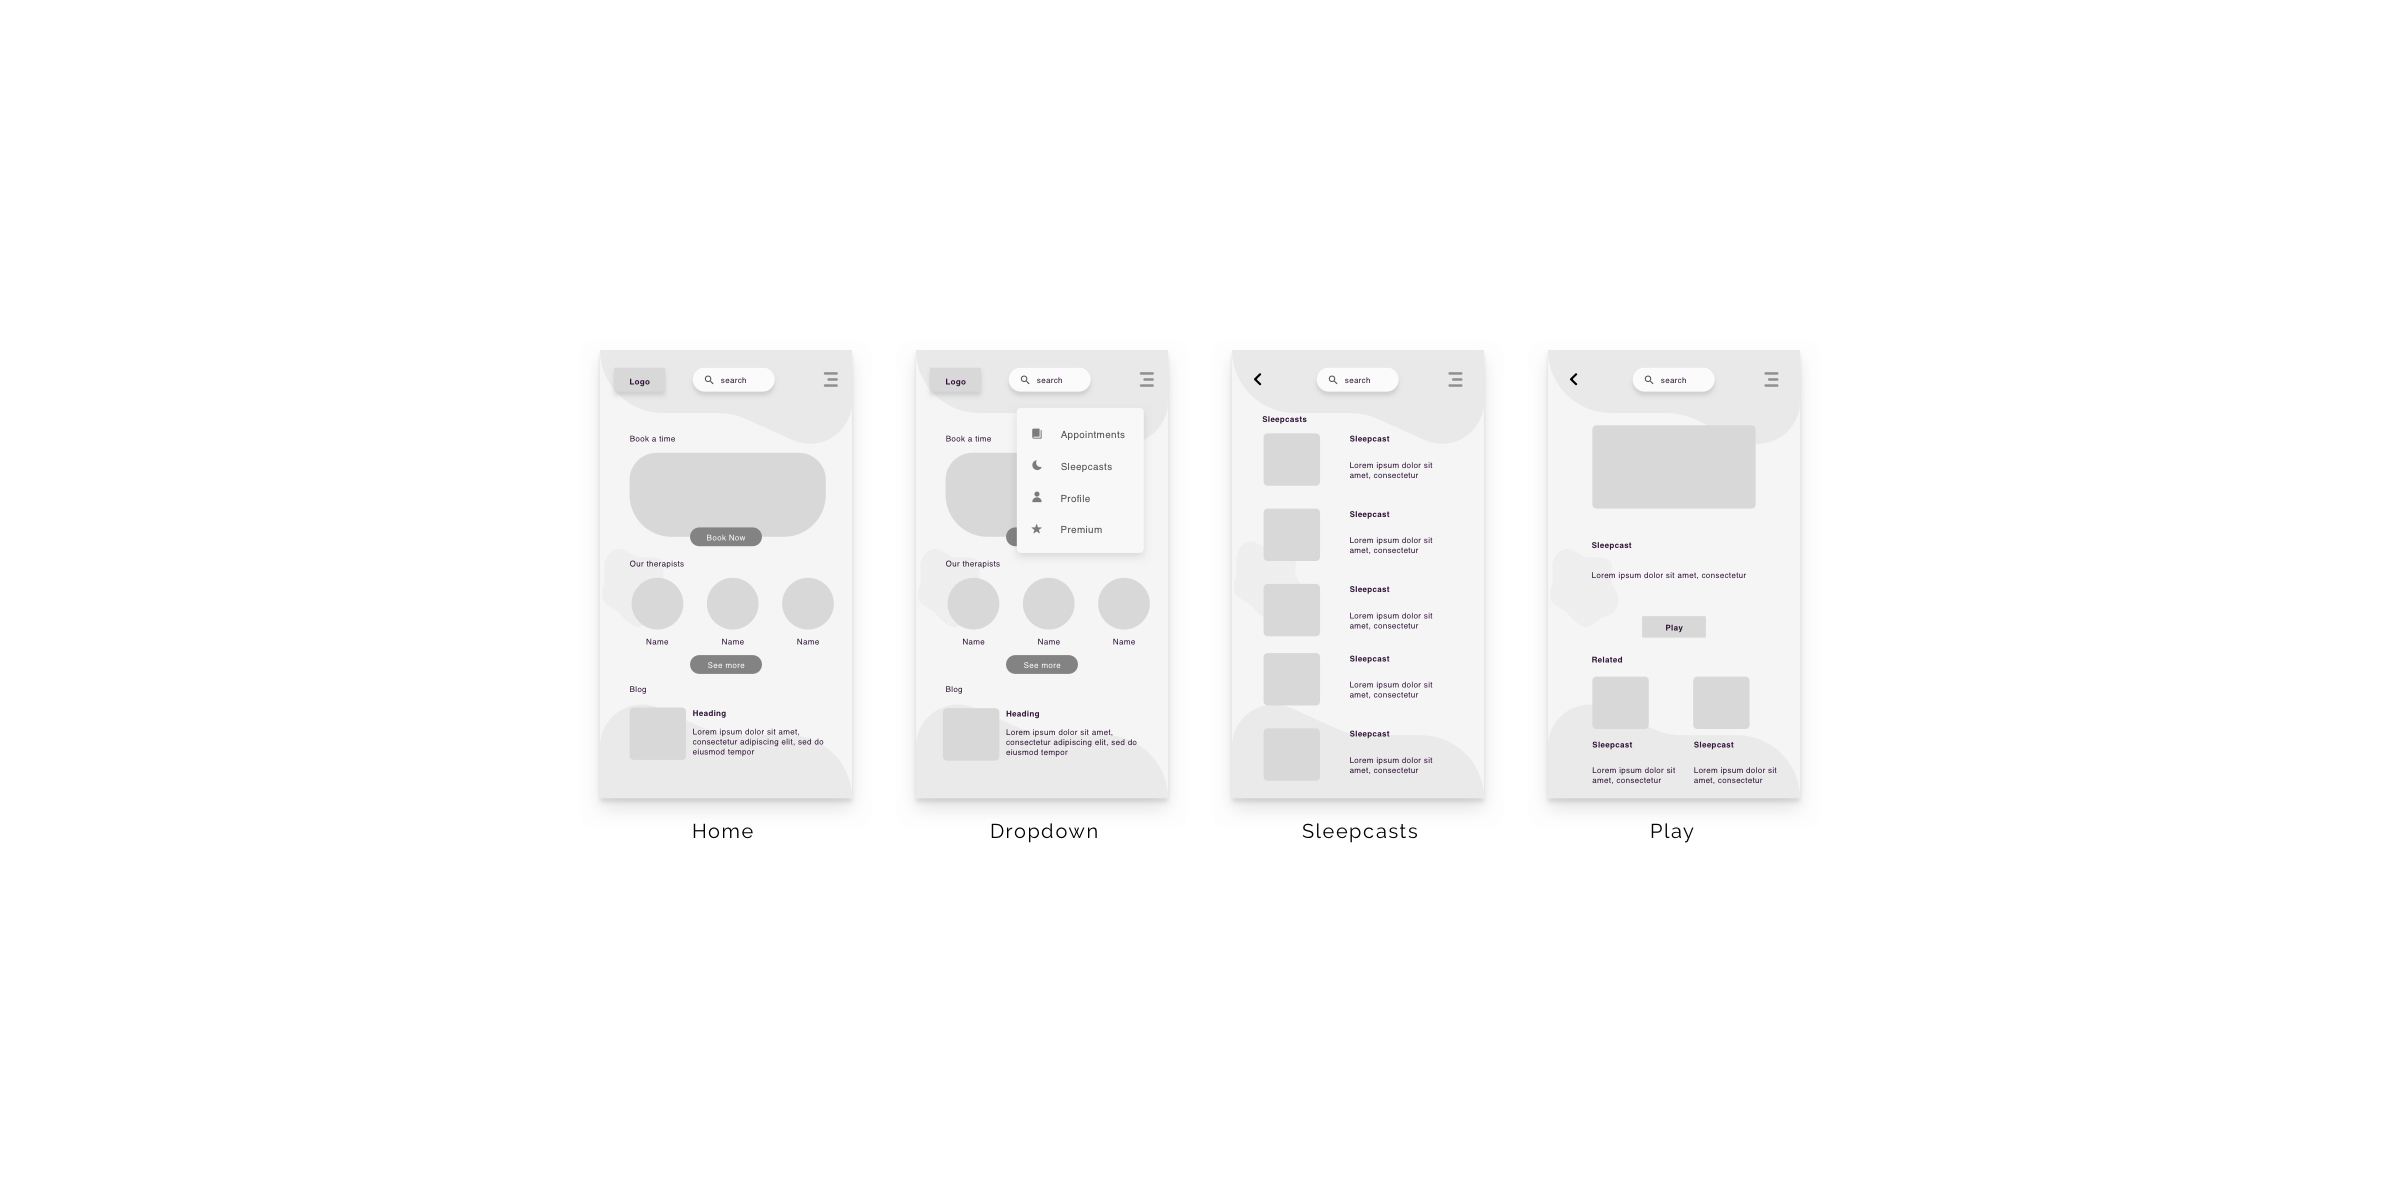 Logo
search
Book a time
Book Now
Our therapists
Name
Name
Name
See more
Blog
Heading
Lorem ipsum dolor sit amet,
consectetur adipiscing elit, sed do
eiusmod tempor
Home
Logo
search
Book a time
Appointments
Sleepcasts
Profile
Premium
Our therapists
Name
Name
Name
See more
Blog
Heading
Lorem ipsum dolor sit amet,
consectetur adipiscing elit, sed do
eiusmod tempor
Dropdown
search
Sleepcasts
Sleepcast
Lorem ipsum dolor sit
amet, consectetur
Sleepcast
Lorem ipsum dolor sit
amet, consectetur
Sleepcast
Lorem ipsum dolor sit
amet, consectetur
Sleepcast
Lorem ipsum dolor sit
amet, consectetur
Sleepcast
Lorem ipsum dolor sit
amet, consectetur
Sleepcasts
search
Sleepcast
Lorem ipsum dolor sit amet, consectetur
Play
Related
Sleepcast
Lorem ipsum dolor sit
amet, consectetur
Sleepcast
Lorem ipsum dolor sit
amet, consectetur
Play